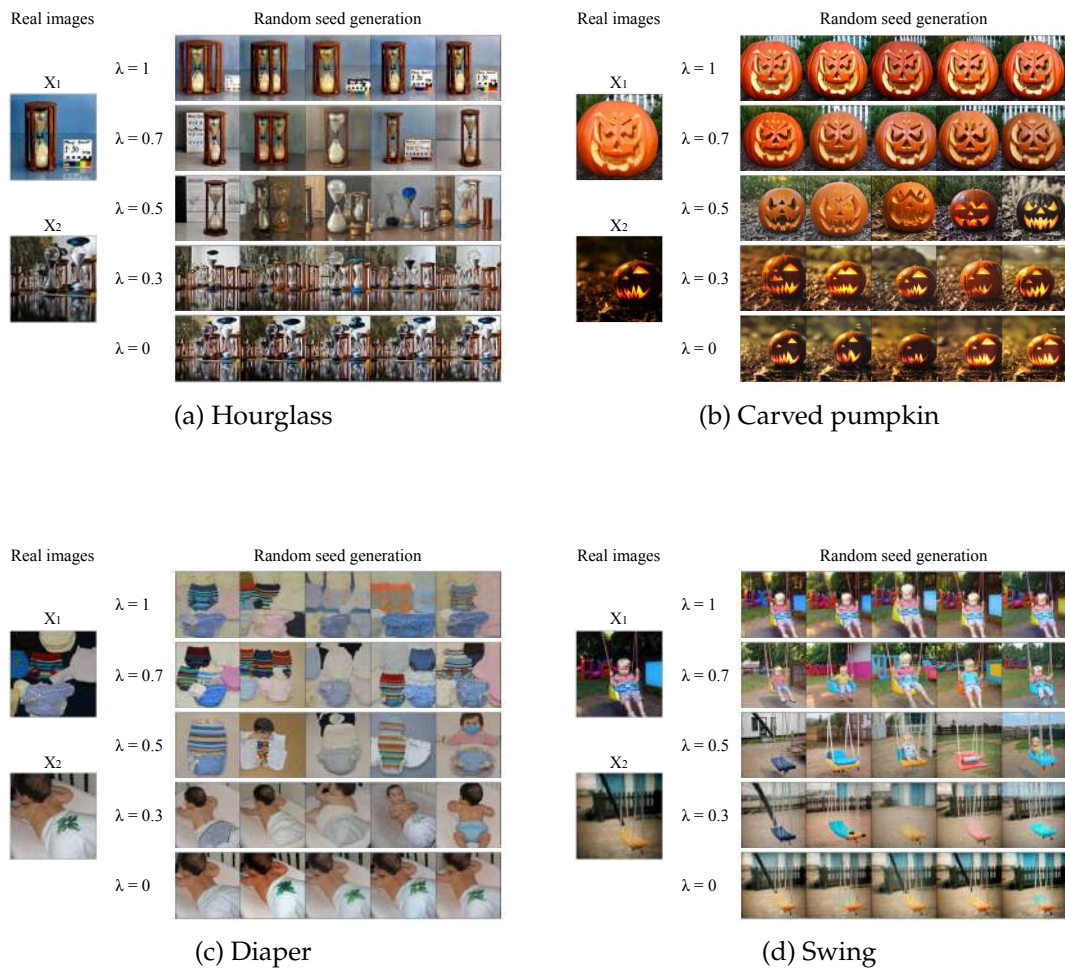 Real images
Random seed generation
X1
X2
λ = 1
λ = 0.7
λ = 0.5
λ = 0.3
λ = 0
(a) Hourglass
Real images
Random seed generation
X1
X2
λ = 1
λ = 0.7
λ = 0.5
λ = 0.3
λ = 0
(b) Carved pumpkin
Real images
Random seed generation
X1
X2
λ = 1
λ = 0.7
λ = 0.5
λ = 0.3
λ = 0
(c) Diaper
Real images
Random seed generation
X1
X2
λ = 1
λ = 0.7
λ = 0.5
λ = 0.3
λ = 0
(d) Swing